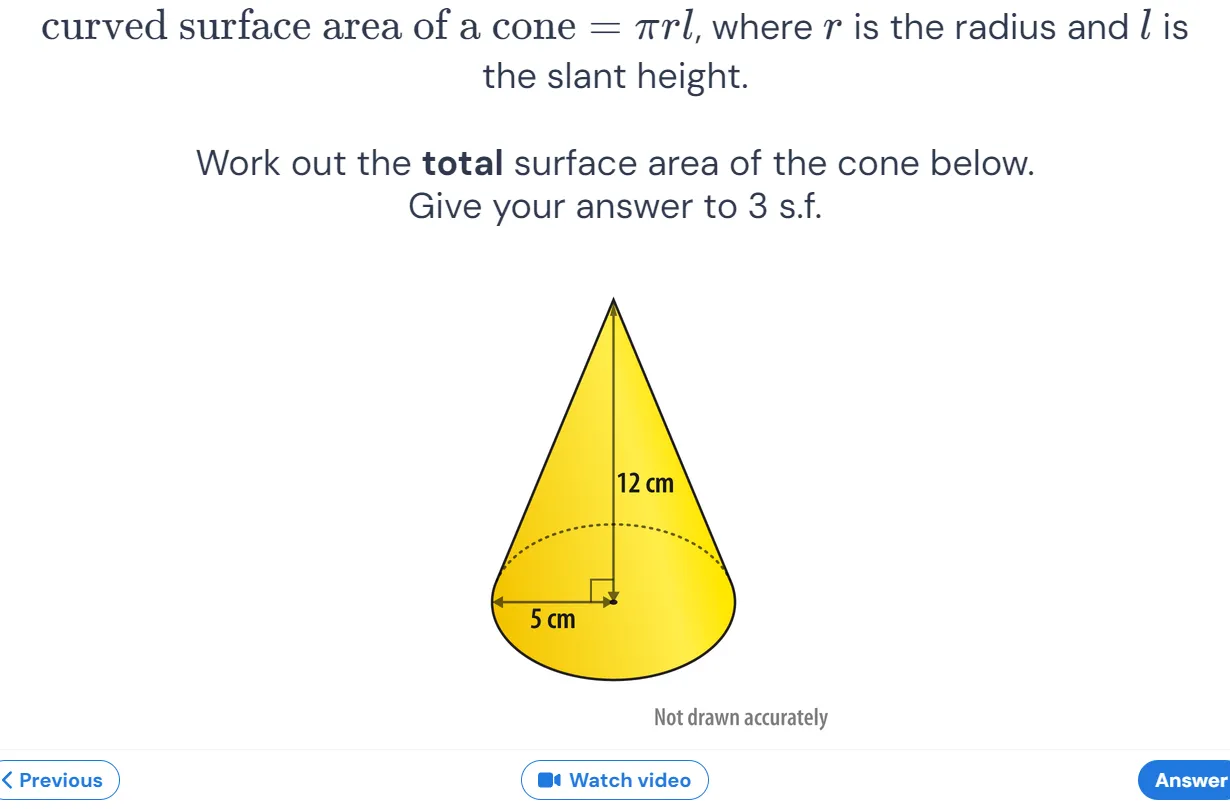 curved surface area of a cone = πrl, where r is the radius and l is
the slant height.
Work out the total surface area of the cone below.
Give your answer to 3 s.f.
12 cm
5 cm
Not drawn accurately
Previous
Watch video
Answer